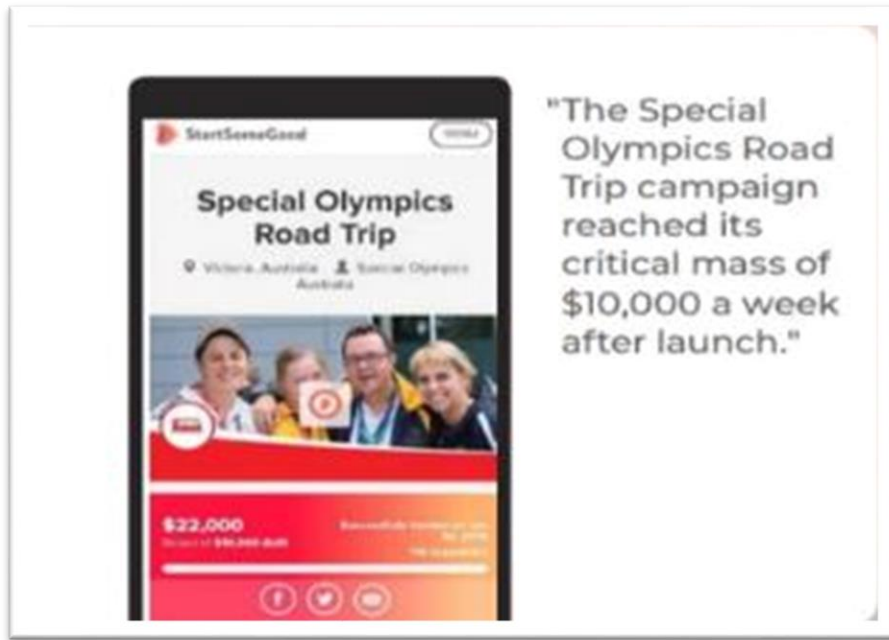 StartSomeGood
Special Olympics
Road Trip
Victoria, Australia Special Olympics
Australia
$22,000
"The Special
Olympics Road
Trip campaign
reached its
critical mass of
$10,000 a week
after launch."